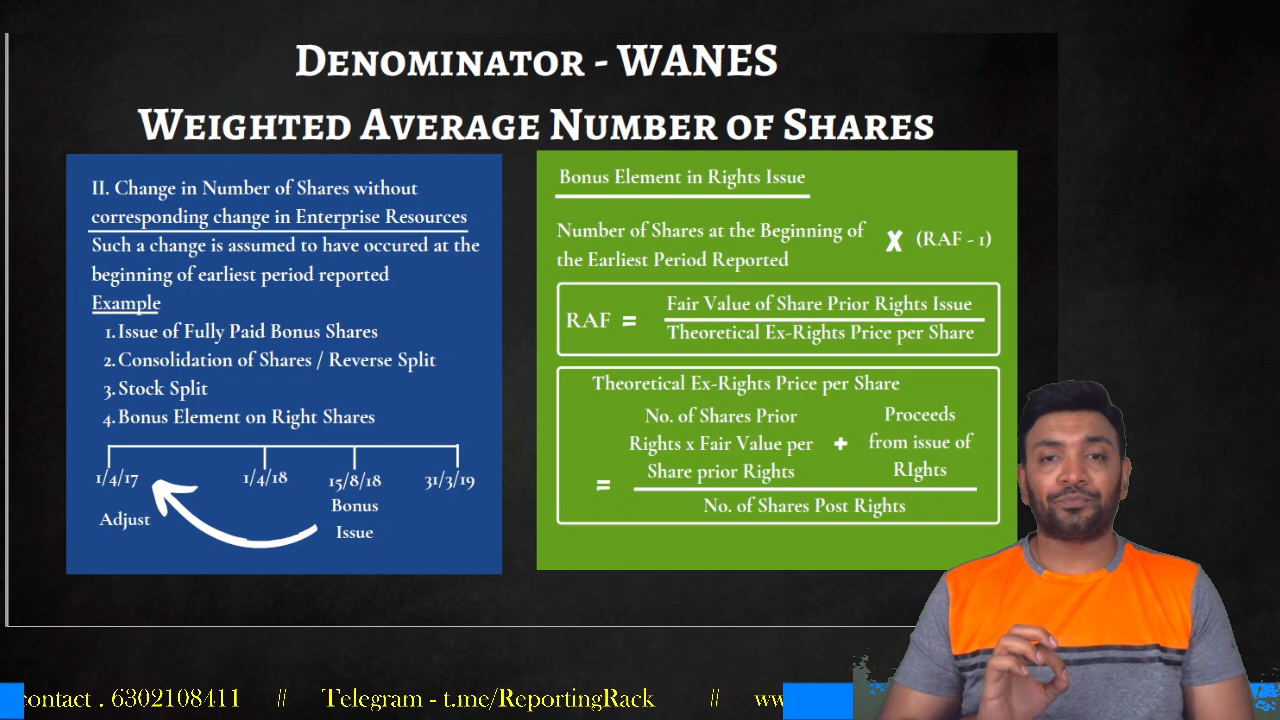 DENOMINATOR - WANES
WEIGHTED AVERAGE NUMBER OF SHARES
II. Change in Number of Shares without
corresponding change in Enterprise Resources
Such a change is assumed to have occured at the
beginning of earliest period reported
Example
1. Issue of Fully Paid Bonus Shares
2. Consolidation of Shares / Reverse Split
3. Stock Split
4. Bonus Element on Right Shares
1/4/17 1/4/18 15/8/18 31/3/19
Adjust
Bonus
Issue
Bonus Element in Rights Issue
Number of Shares at the Beginning of
the Earliest Period Reported
X (RAF - 1)
RAF =
Fair Value of Share Prior Rights Issue
Theoretical Ex-Rights Price per Share
Theoretical Ex-Rights Price per Share
=
No. of Shares Prior
Rights x Fair Value per
Share prior Rights
+
Proceeds
from issue of
RIghts
No. of Shares Post Rights
contact . 6302108411 // Telegram - t.me/ReportingRack //